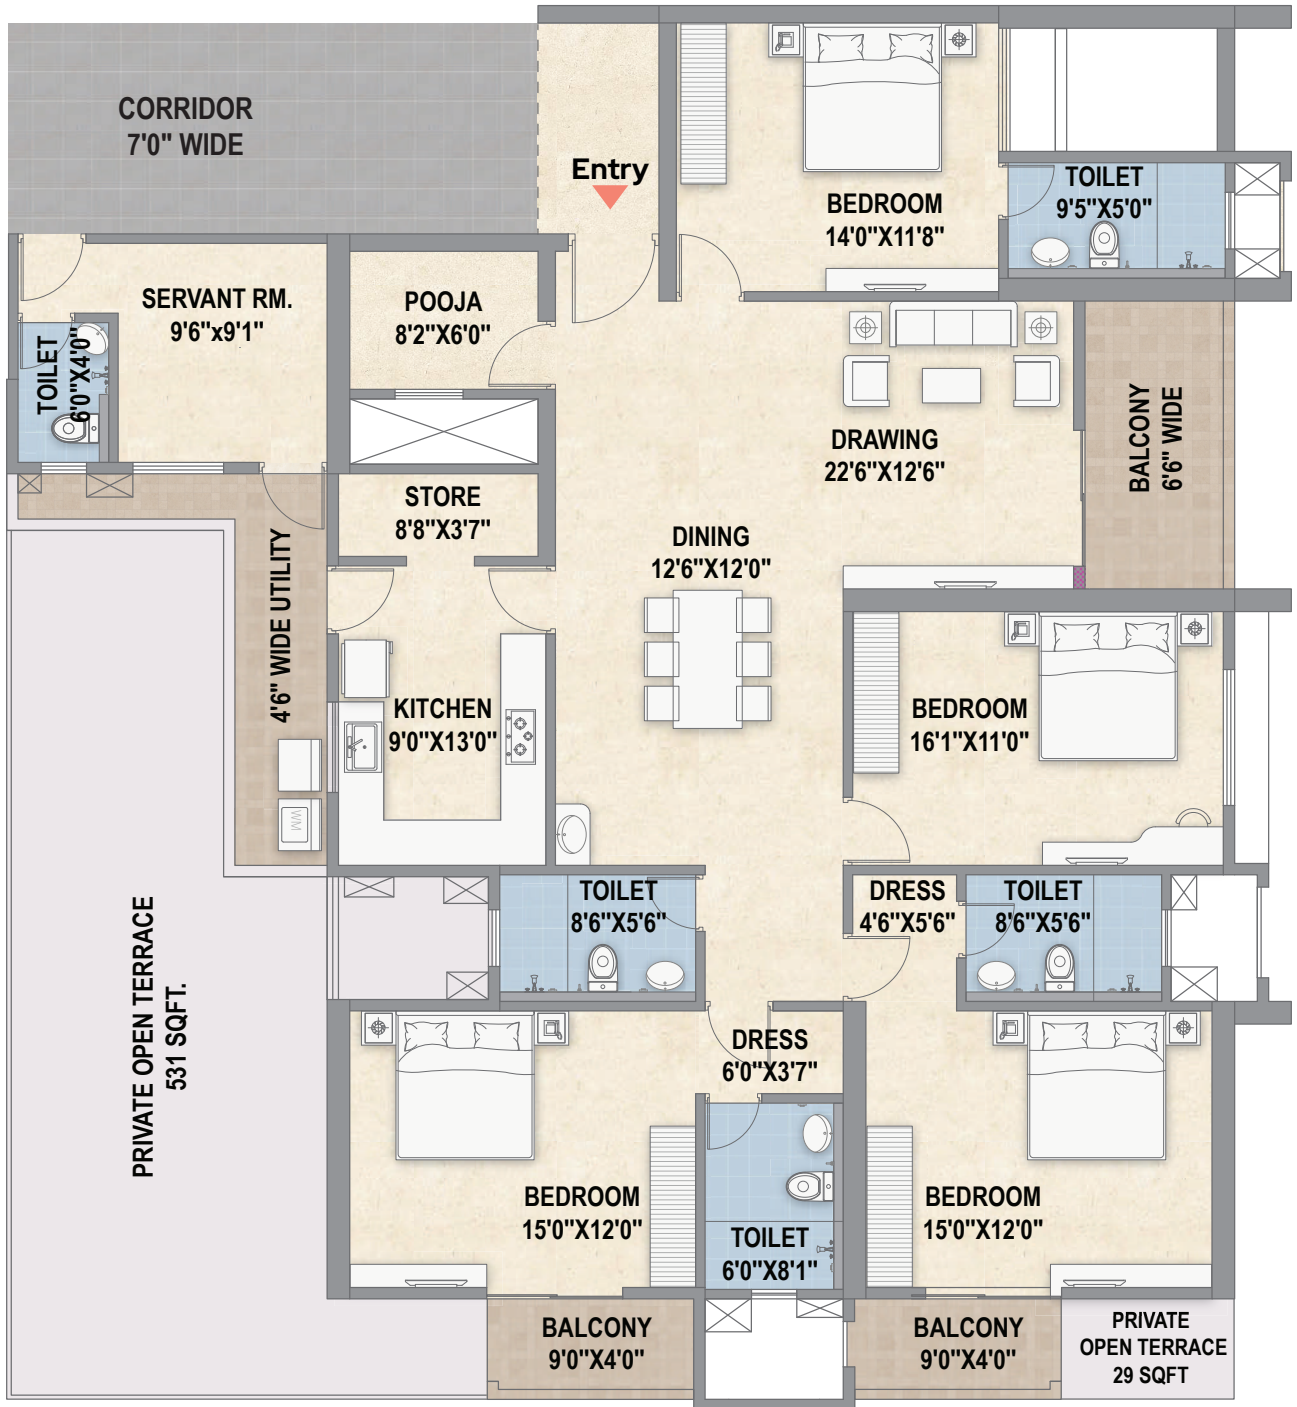 CORRIDOR
7'0" WIDE
Entry
BEDROOM
14'0"X11'8"
TOILET
9'5"X5'0"
SERVANT RM.
9'6"x9'1"
POOJA
8'2"X6'0"
TOILET
6'0"X4'0"
DRAWING
22'6"X12'6"
BALCONY
6'6" WIDE
STORE
8'8"X3'7"
DINING
12'6"X12'0"
4'6" WIDE UTILITY
KITCHEN
9'0"X13'0"
BEDROOM
16'1"X11'0"
WM
TOILET
8'6"X5'6"
DRESS
4'6"X5'6"
TOILET
8'6"X5'6"
PRIVATE OPEN TERRACE
531 SQFT.
DRESS
6'0"X3'7"
BEDROOM
15'0"X12'0"
TOILET
6'0"X8'1"
BEDROOM
15'0"X12'0"
BALCONY
9'0"X4'0"
BALCONY
9'0"X4'0"
PRIVATE
OPEN TERRACE
29 SQFT